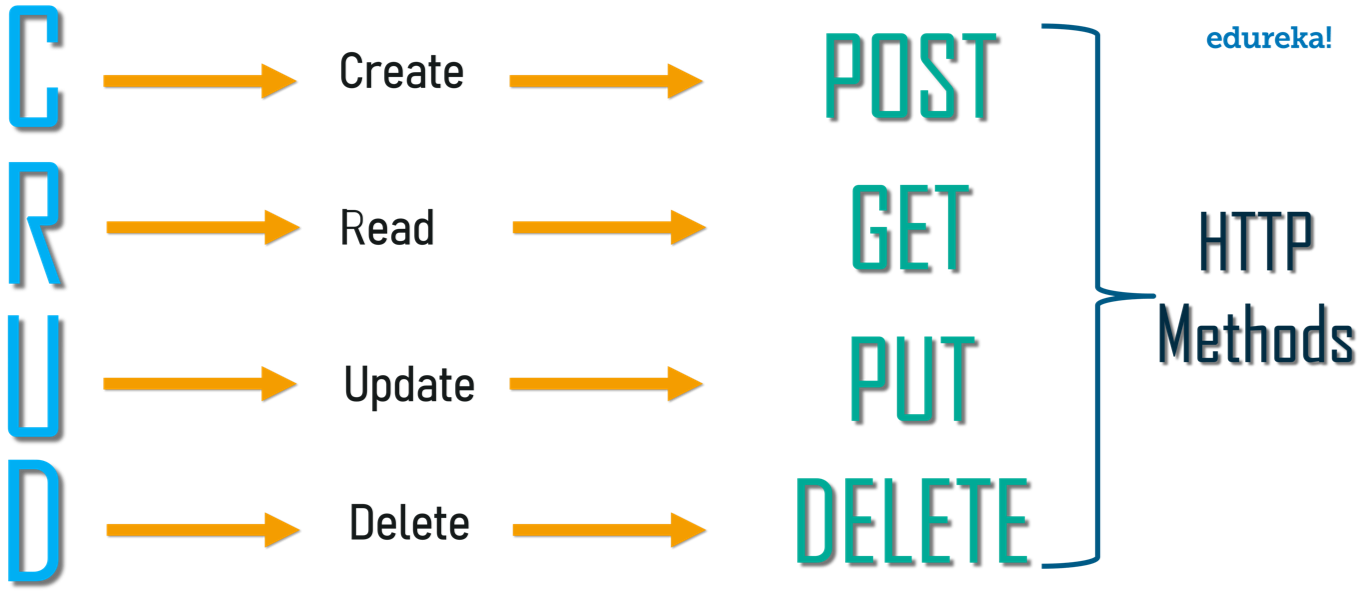 C Create POST edureka!
R Read GET
HTTP
Methods
U Update PUT
D Delete DELETE